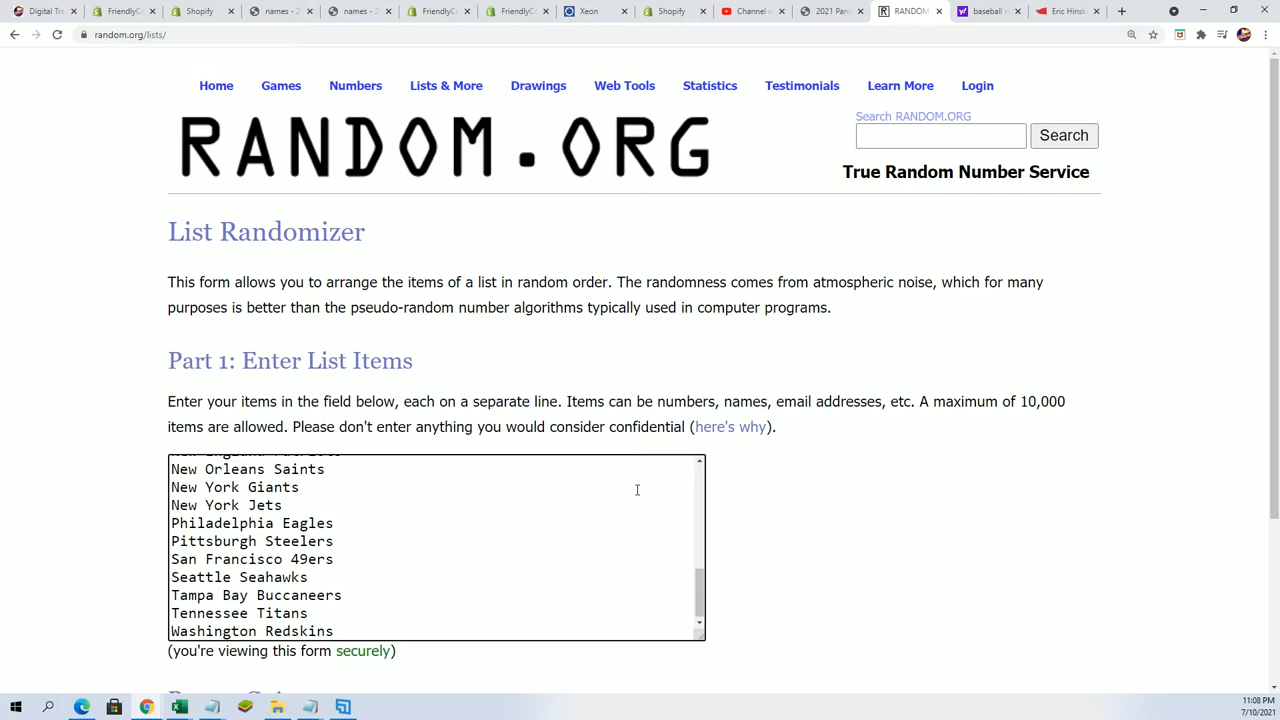 Digital Tra
Shopify
FriendlyCo
Shopify
names - 2
names - 2
FriendlyCo
FriendlyCo
Xeon
Shopify
Channel c
2021 Pan
RANDOM
baseball
Eric Hinsk
random.org/lists/
Home Games Numbers Lists & More Drawings Web Tools Statistics Testimonials Learn More Login
RANDOM.ORG
Search RANDOM.ORG
Search
True Random Number Service
List Randomizer
This form allows you to arrange the items of a list in random order. The randomness comes from atmospheric noise, which for many
purposes is better than the pseudo-random number algorithms typically used in computer programs.
Part 1: Enter List Items
Enter your items in the field below, each on a separate line. Items can be numbers, names, email addresses, etc. A maximum of 10,000
items are allowed. Please don't enter anything you would consider confidential (here's why).
New Orleans Saints
New York Giants
New York Jets
Philadelphia Eagles
Pittsburgh Steelers
San Francisco 49ers
Seattle Seahawks
Tampa Bay Buccaneers
Tennessee Titans
Washington Redskins
(you're viewing this form securely)
11:08 PM
7/10/2021